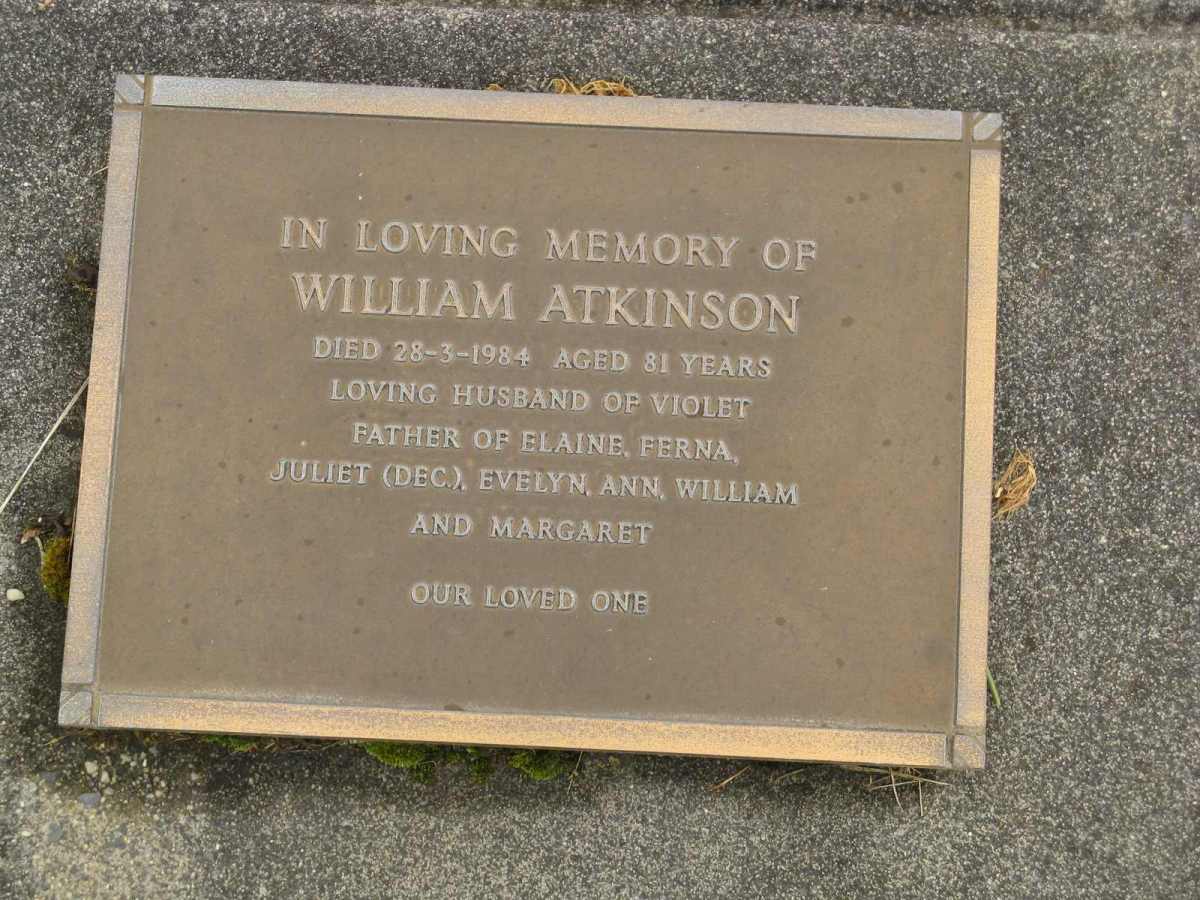 IN LOVING MEMORY OF
WILLIAM ATKINSON
DIED 28-3-1984 AGED 81 YEARS
LOVING HUSBAND OF VIOLET
FATHER OF ELAINE, FERNA,
JULIET (DEC.), EVELYN, ANN, WILLIAM
AND MARGARET
OUR LOVED ONE